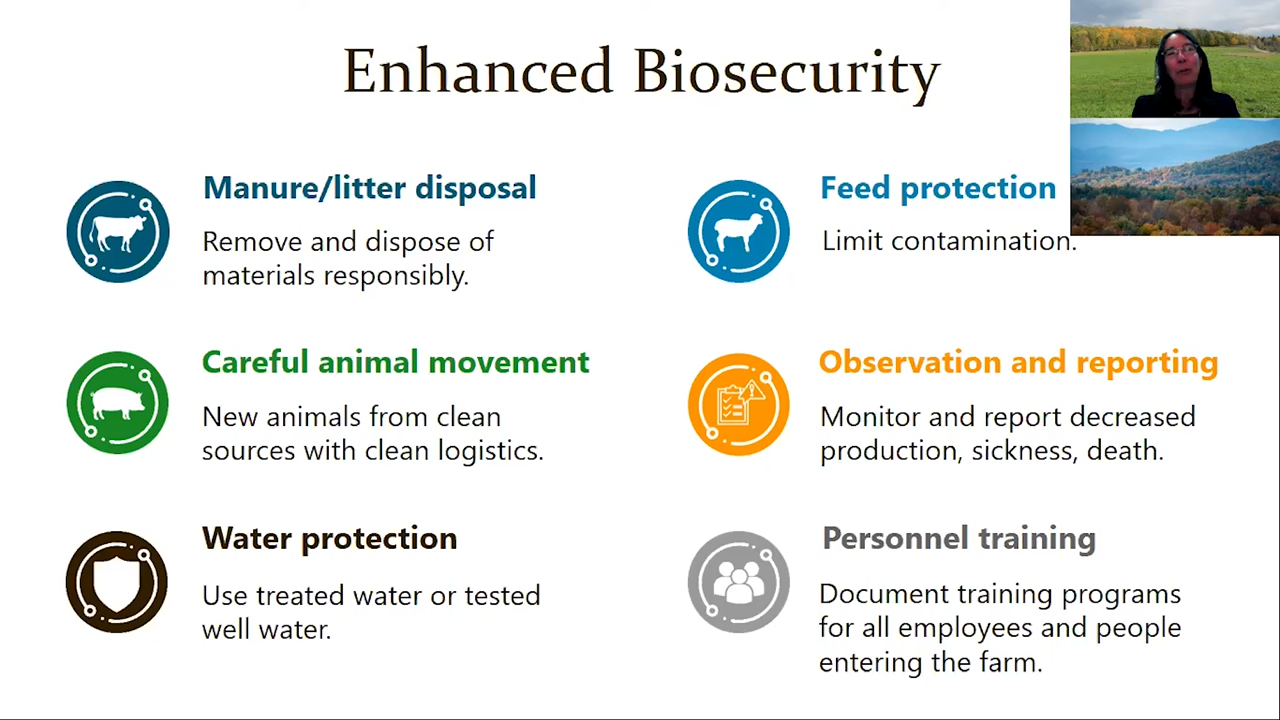 Enhanced Biosecurity
Manure/litter disposal
Remove and dispose of
materials responsibly.
Feed protection
Limit contamination.
Careful animal movement
New animals from clean
sources with clean logistics.
Observation and reporting
Monitor and report decreased
production, sickness, death.
Water protection
Use treated water or tested
well water.
Personnel training
Document training programs
for all employees and people
entering the farm.